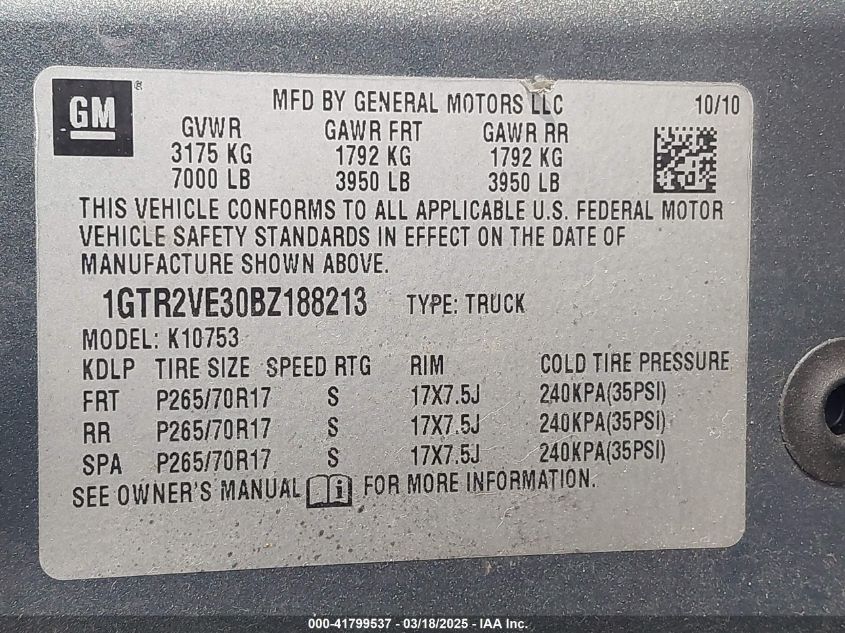 GM ®
MFD BY GENERAL MOTORS LLC 10/10
GVWR GAWR FRT GAWR RR
3175 KG 1792 KG 1792 KG
7000 LB 3950 LB 3950 LB
THIS VEHICLE CONFORMS TO ALL APPLICABLE U.S. FEDERAL MOTOR
VEHICLE SAFETY STANDARDS IN EFFECT ON THE DATE OF
MANUFACTURE SHOWN ABOVE.
1GTR2VE30BZ188213 TYPE: TRUCK
MODEL: K10753
KDLP TIRE SIZE SPEED RTG RIM COLD TIRE PRESSURE
FRT P265/70R17 S 17X7.5J 240KPA(35PSI)
RR P265/70R17 S 17X7.5J 240KPA(35PSI)
SPA P265/70R17 S 17X7.5J 240KPA(35PSI)
SEE OWNER'S MANUAL i FOR MORE INFORMATION.
000-41799537 - 03/18/2025 - IAA Inc.